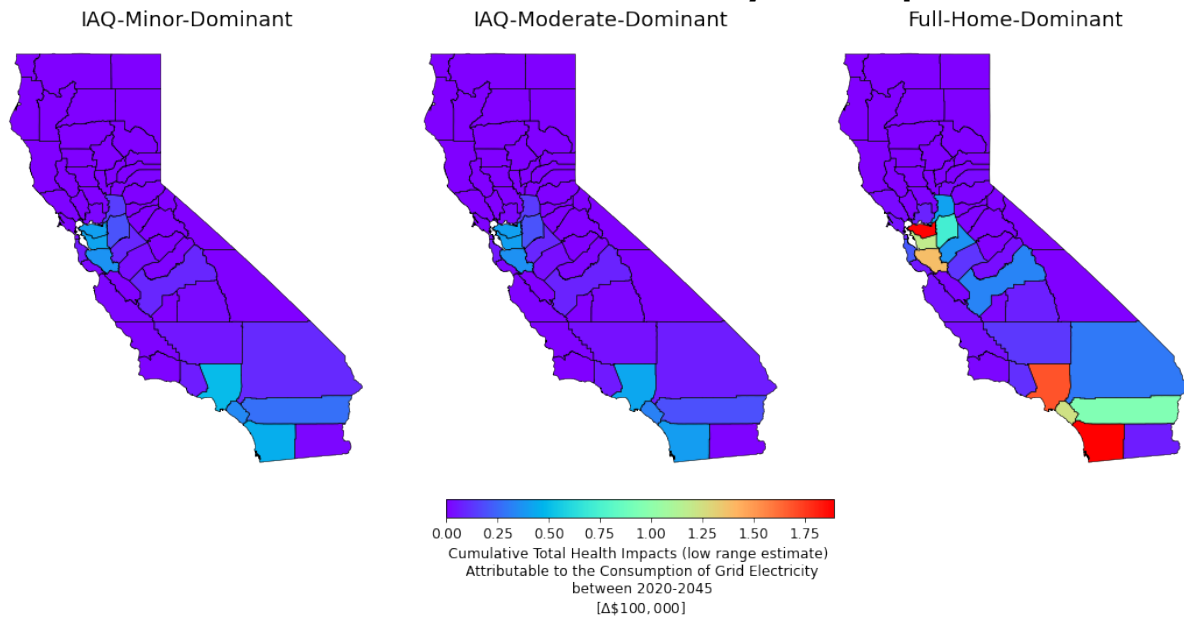 IAQ-Minor-Dominant
IAQ-Moderate-Dominant
Full-Home-Dominant
0.00 0.25 0.50 0.75 1.00 1.25 1.50 1.75
Cumulative Total Health Impacts (low range estimate)
Attributable to the Consumption of Grid Electricity
between 2020-2045
[Δ$100,000]